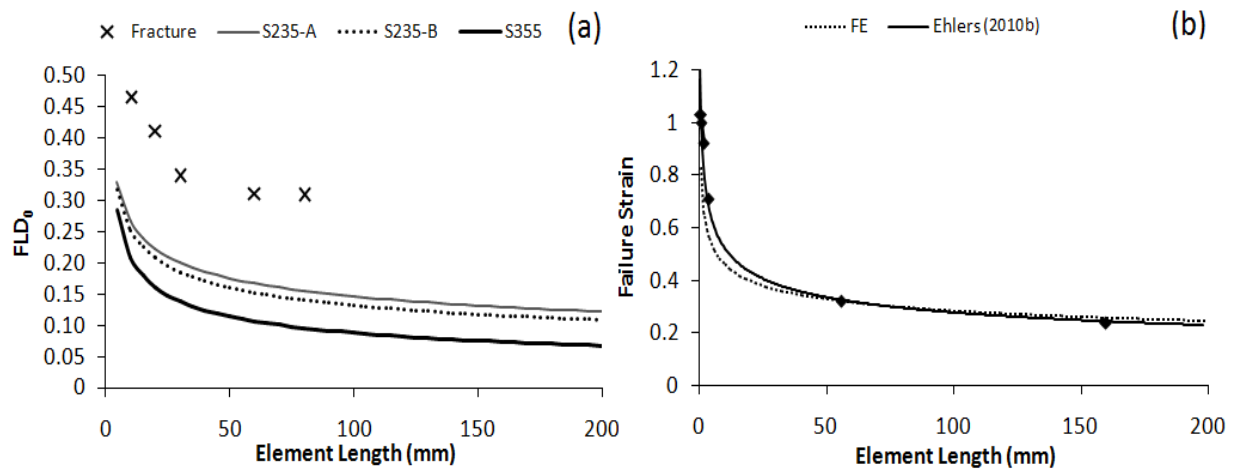 Fracture S235-A S235-B S355 (a)
0.50
0.45
0.40
0.35
0.30
0.25
0.20
0.15
0.10
0.05
0
FLD0
0 50 100 150 200
Element Length (mm)
FE Ehlers (2010b) (b)
1.2
1
0.8
0.6
0.4
0.2
0
Failure Strain
0 50 100 150 200
Element Length (mm)